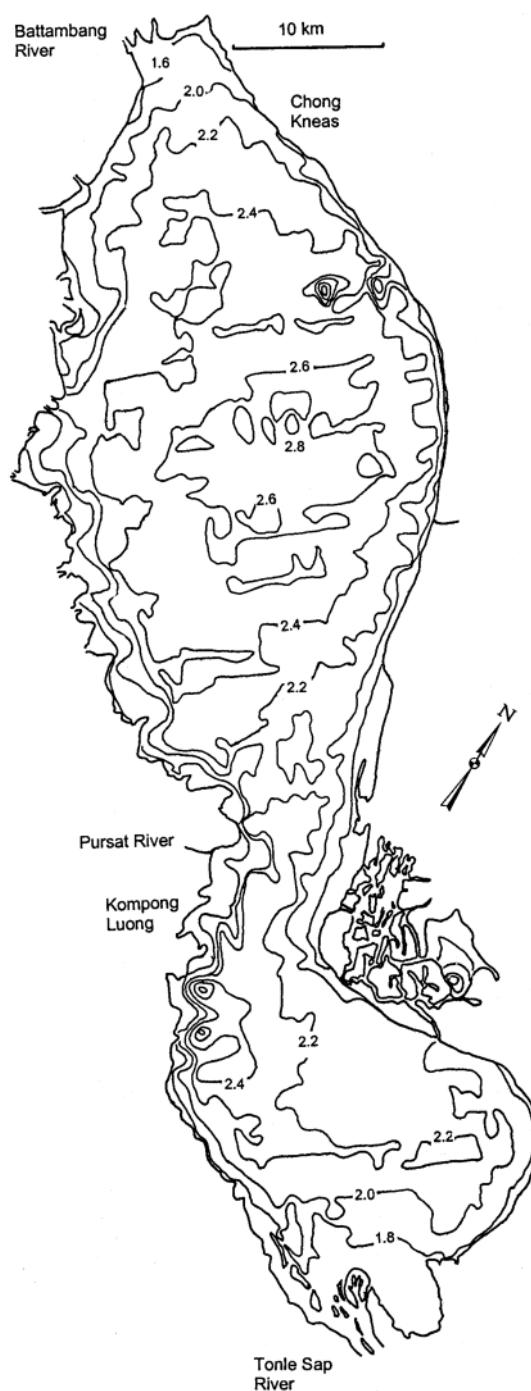 Battambang
River
10 km
1.6
2.0
Chong
Kneas
2.2
2.4
2.6
2.8
2.6
2.4
2.2
N
Pursat River
Kompong
Luong
2.2
2.4
2.2
2.0
1.8
Tonle Sap
River